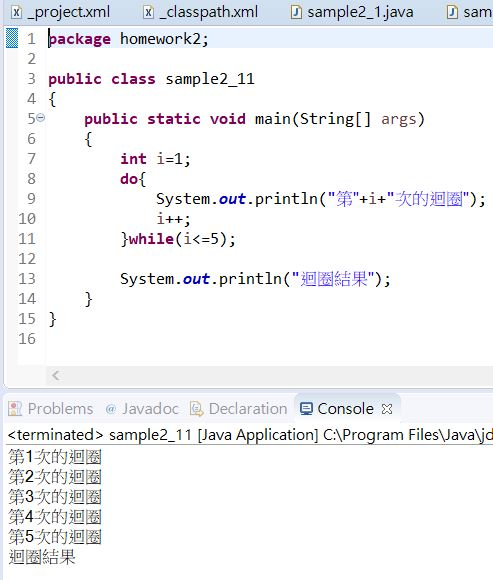 _project.xml _classpath.xml sample2_1.java sam
1 package homework2;
2
3 public class sample2_11
4 {
5 public static void main(String[] args)
6 {
7 int i=1;
8 do{
9 System.out.println("第"+i+"次的迴圈");
10 i++;
11 }while(i<=5);
12
13 System.out.println("迴圈結果");
14 }
15 }
16
Problems @ Javadoc Declaration Console
<terminated> sample2_11 [Java Application] C:\Program Files\Java\jd
第1次的迴圈
第2次的迴圈
第3次的迴圈
第4次的迴圈
第5次的迴圈
迴圈結果